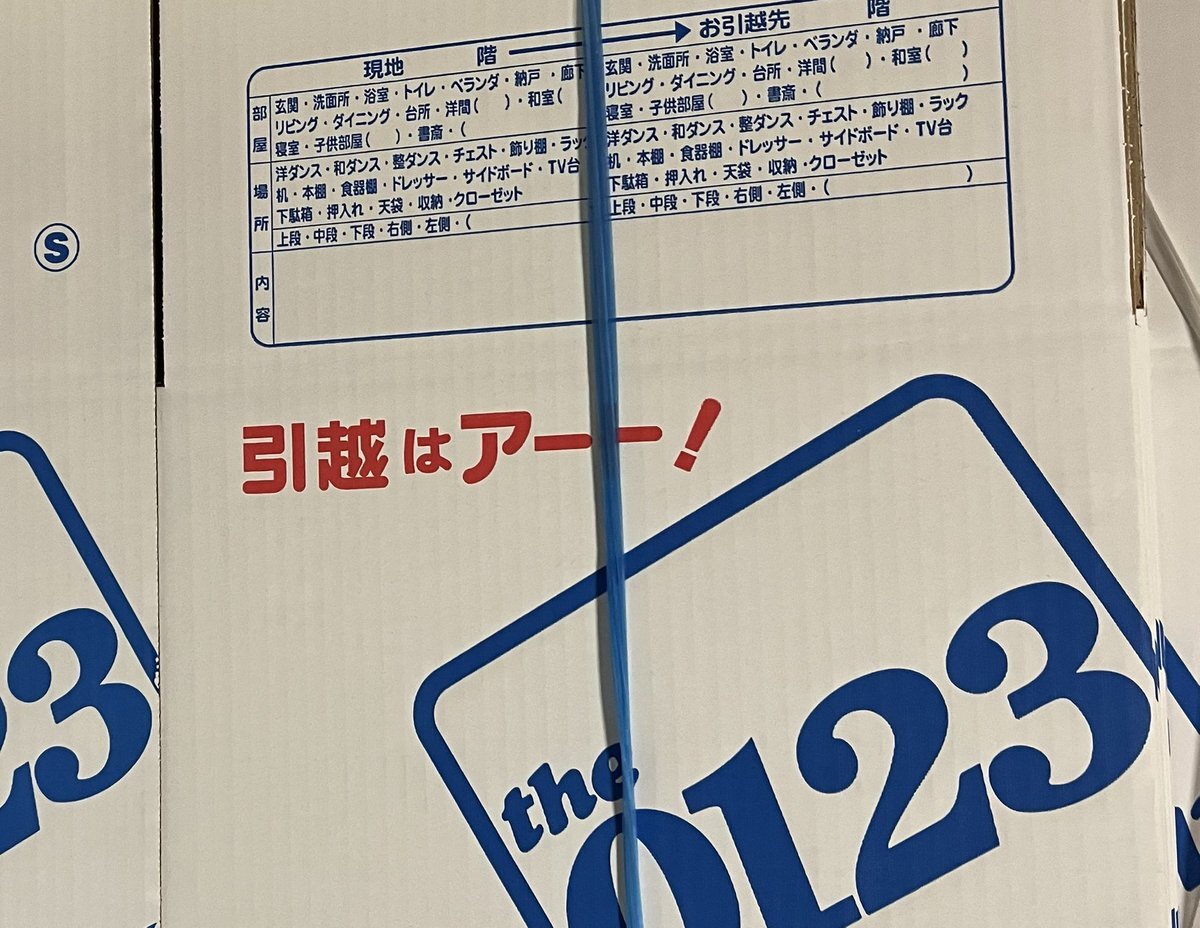 現地 階 → お引越先 階
部屋
玄関・洗面所・浴室・トイレ・ベランダ・納戸・廊下
リビング・ダイニング・台所・洋間( )・和室(
寝室・子供部屋( )・書斎・(
玄関・洗面所・浴室・トイレ・ベランダ・納戸・廊下
リビング・ダイニング・台所・洋間( )・和室( )
寝室・子供部屋( )・書斎・( )
場所
洋ダンス・和ダンス・整ダンス・チェスト・飾り棚・ラック
机・本棚・食器棚・ドレッサー・サイドボード・TV台
下駄箱・押入れ・天袋・収納・クローゼット
上段・中段・下段・右側・左側・(
洋ダンス・和ダンス・整ダンス・チェスト・飾り棚・ラック
机・本棚・食器棚・ドレッサー・サイドボード・TV台
下駄箱・押入れ・天袋・収納・クローゼット
上段・中段・下段・右側・左側・( )
内容
S
引越はアーー!
the
0123
23